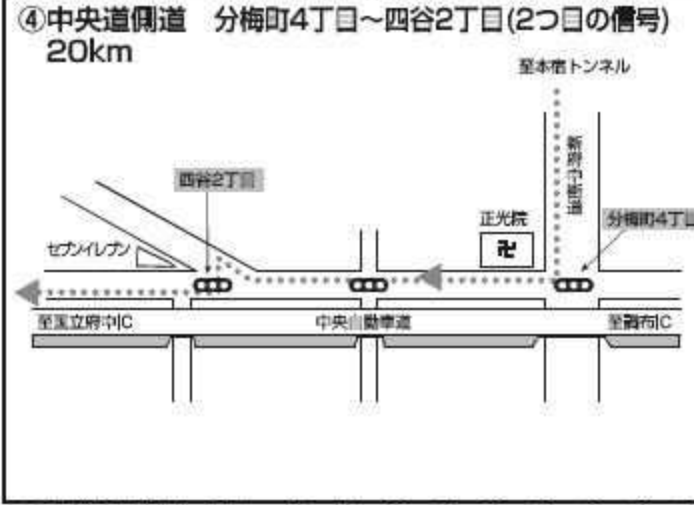 ④中央道側道 分梅町4丁目～四谷2丁目(2つ目の信号)
20km
至本宿トンネル
新府中街道
四谷2丁目
正光院
分梅町4丁目
セブンイレブン
卍
至国立府中IC
中央自動車道
至調布IC